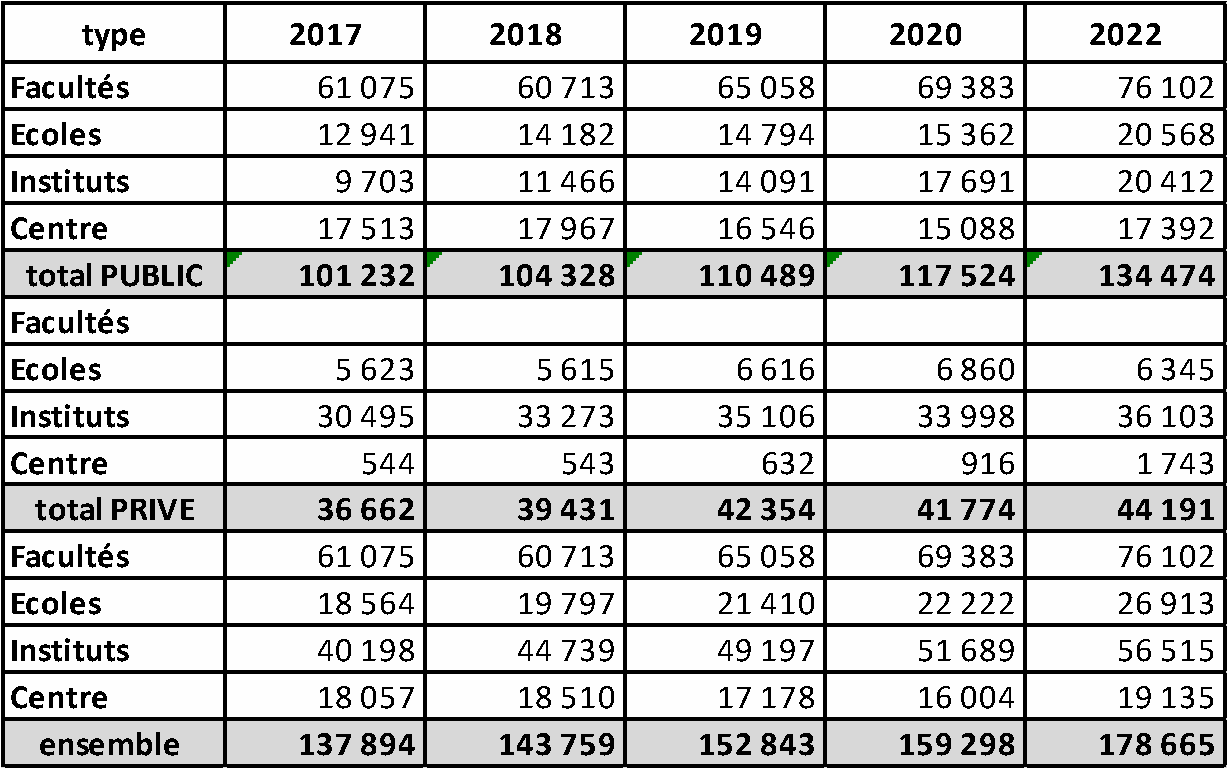 type 2017 2018 2019 2020 2022
Facultés 61 075 60 713 65 058 69 383 76 102
Ecoles 12 941 14 182 14 794 15 362 20 568
Instituts 9 703 11 466 14 091 17 691 20 412
Centre 17 513 17 967 16 546 15 088 17 392
total PUBLIC 101 232 104 328 110 489 117 524 134 474
Facultés
Ecoles 5 623 5 615 6 616 6 860 6 345
Instituts 30 495 33 273 35 106 33 998 36 103
Centre 544 543 632 916 1 743
total PRIVE 36 662 39 431 42 354 41 774 44 191
Facultés 61 075 60 713 65 058 69 383 76 102
Ecoles 18 564 19 797 21 410 22 222 26 913
Instituts 40 198 44 739 49 197 51 689 56 515
Centre 18 057 18 510 17 178 16 004 19 135
ensemble 137 894 143 759 152 843 159 298 178 665